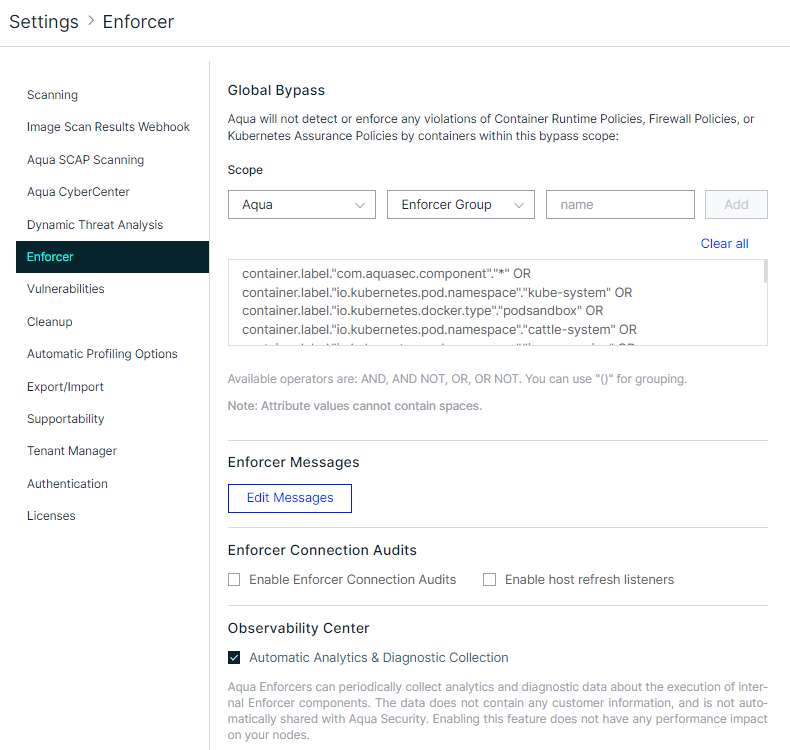 Settings > Enforcer
Scanning
Image Scan Results Webhook
Aqua SCAP Scanning
Aqua CyberCenter
Dynamic Threat Analysis
Enforcer
Vulnerabilities
Cleanup
Automatic Profiling Options
Export/Import
Supportability
Tenant Manager
Authentication
Licenses
Global Bypass
Aqua will not detect or enforce any violations of Container Runtime Policies, Firewall Policies, or
Kubernetes Assurance Policies by containers within this bypass scope:
Scope
Aqua Enforcer Group name Add
Clear all
container.label."com.aquasec.component"."*" OR
container.label."io.kubernetes.pod.namespace"."kube-system" OR
container.label."io.kubernetes.docker.type"."podsandbox" OR
container.label."io.kubernetes.pod.namespace"."cattle-system" OR
Available operators are: AND, AND NOT, OR, OR NOT. You can use "()" for grouping.
Note: Attribute values cannot contain spaces.
Enforcer Messages
Edit Messages
Enforcer Connection Audits
Enable Enforcer Connection Audits Enable host refresh listeners
Observability Center
Automatic Analytics & Diagnostic Collection
Aqua Enforcers can periodically collect analytics and diagnostic data about the execution of inter-
nal Enforcer components. The data does not contain any customer information, and is not auto-
matically shared with Aqua Security. Enabling this feature does not have any performance impact
on your nodes.